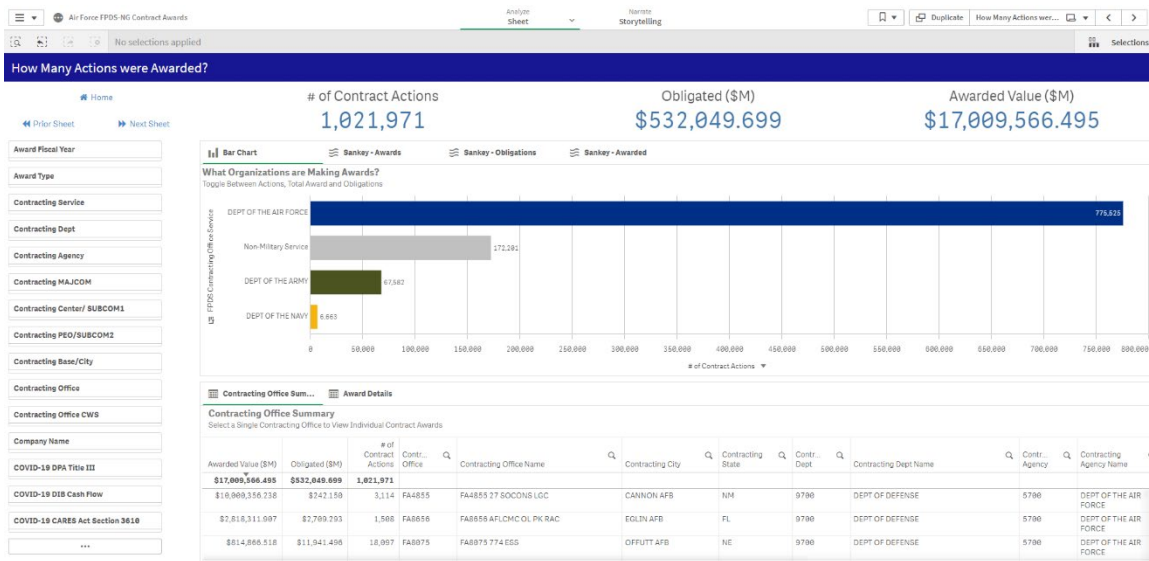 Air Force FPDS-NG Contract Awards
Analyze
Sheet
Narrate
Storytelling
Duplicate
How Many Actions wer...
No selections applied
Selections
How Many Actions were Awarded?
Home
Prior Sheet
Next Sheet
# of Contract Actions
1,021,971
Obligated ($M)
$532,049.699
Awarded Value ($M)
$17,009,566.495
Award Fiscal Year
Award Type
Contracting Service
Contracting Dept
Contracting Agency
Contracting MAJCOM
Contracting Center/ SUBCOM1
Contracting PEO/SUBCOM2
Contracting Base/City
Contracting Office
Contracting Office CWS
Company Name
COVID-19 DPA Title III
COVID-19 DIB Cash Flow
COVID-19 CARES Act Section 3610
...
Bar Chart
Sankey - Awards
Sankey - Obligations
Sankey - Awarded
What Organizations are Making Awards?
Toggle Between Actions, Total Award and Obligations
FPDS Contracting Office Service
DEPT OF THE AIR FORCE
775,525
Non-Military Service
172,201
DEPT OF THE ARMY
67,582
DEPT OF THE NAVY
6,663
0 50,000 100,000 150,000 200,000 250,000 300,000 350,000 400,000 450,000 500,000 550,000 600,000 650,000 700,000 750,000 800,000
# of Contract Actions
Contracting Office Sum...
Award Details
Contracting Office Summary
Select a Single Contracting Office to View Individual Contract Awards
Awarded Value ($M) Obligated ($M) # of Contract Actions Contr... Office Contracting Office Name Contracting City Contracting State Contr... Dept Contracting Dept Name Contr... Agency Contracting Agency Name
$17,009,566.495 $532,049.699 1,021,971
$10,000,356.238 $242.150 3,114 FA4855 FA4855 27 SOCONS LGC CANNON AFB NM 9700 DEPT OF DEFENSE 5700 DEPT OF THE AIR FORCE
$2,818,311.907 $2,709.293 1,508 FA8656 FA8656 AFLCMC OL PK RAC EGLIN AFB FL 9700 DEPT OF DEFENSE 5700 DEPT OF THE AIR FORCE
$814,866.518 $11,941.496 18,097 FA8075 FA8075 774 ESS OFFUTT AFB NE 9700 DEPT OF DEFENSE 5700 DEPT OF THE AIR FORCE